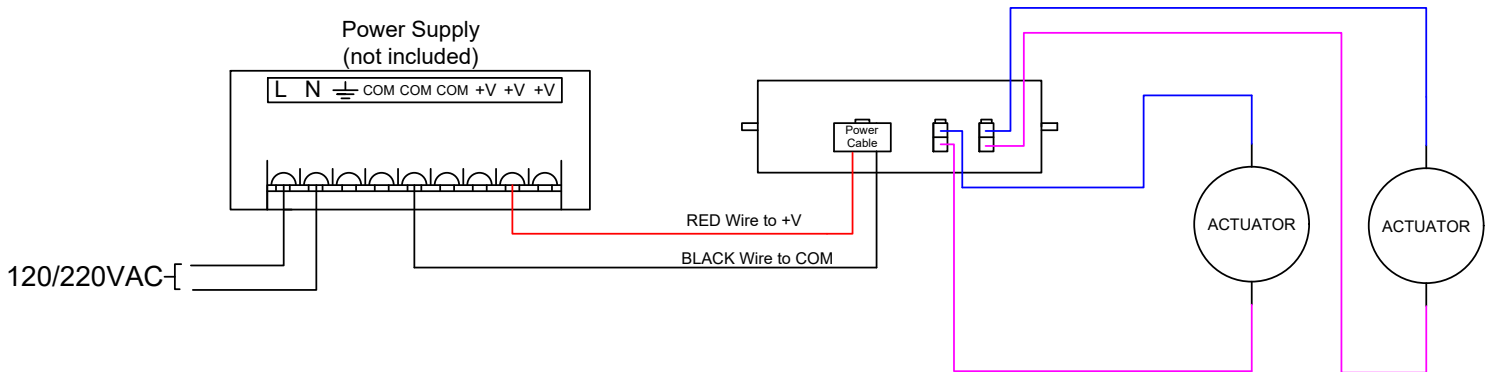 Power Supply
(not included)
L N COM COM COM +V +V +V
Power
Cable
RED Wire to +V
BLACK Wire to COM
120/220VAC
ACTUATOR
ACTUATOR